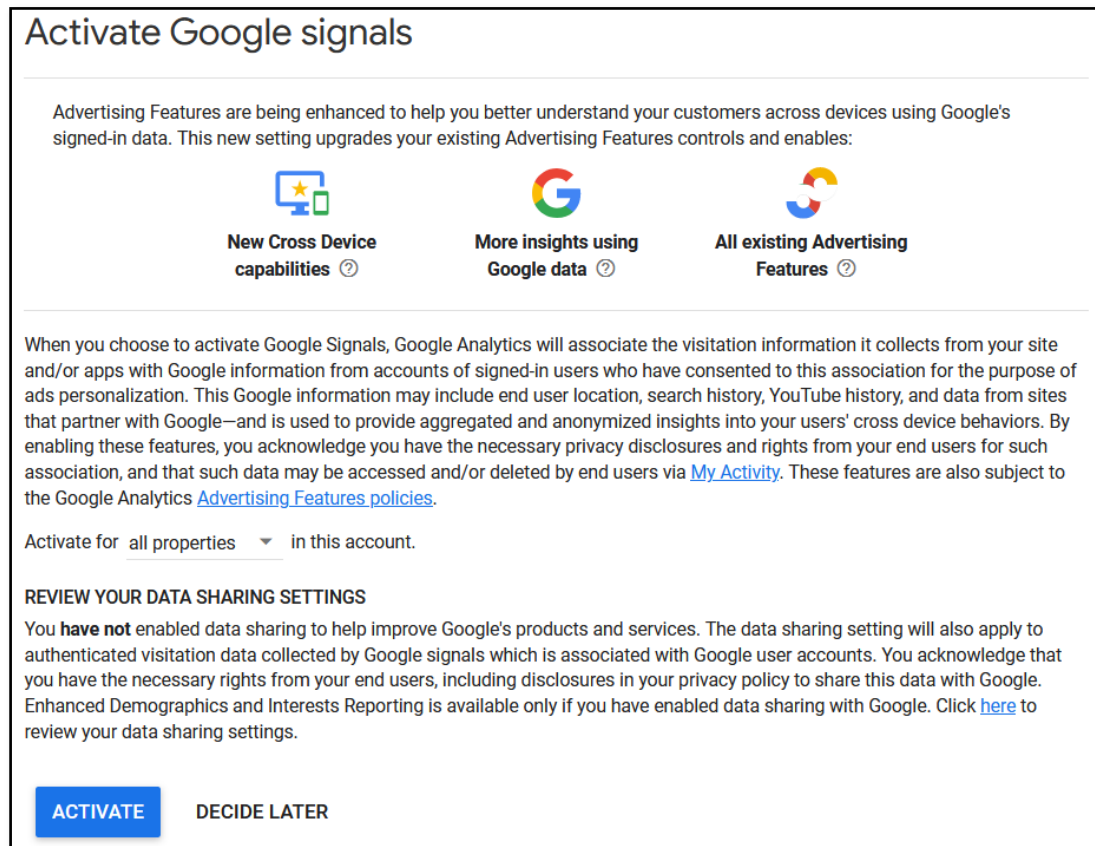 Activate Google signals
Advertising Features are being enhanced to help you better understand your customers across devices using Google's
signed-in data. This new setting upgrades your existing Advertising Features controls and enables:
New Cross Device
capabilities
More insights using
Google data
All existing Advertising
Features
When you choose to activate Google Signals, Google Analytics will associate the visitation information it collects from your site
and/or apps with Google information from accounts of signed-in users who have consented to this association for the purpose of
ads personalization. This Google information may include end user location, search history, YouTube history, and data from sites
that partner with Google—and is used to provide aggregated and anonymized insights into your users' cross device behaviors. By
enabling these features, you acknowledge you have the necessary privacy disclosures and rights from your end users for such
association, and that such data may be accessed and/or deleted by end users via My Activity. These features are also subject to
the Google Analytics Advertising Features policies.
Activate for all properties in this account.
REVIEW YOUR DATA SHARING SETTINGS
You have not enabled data sharing to help improve Google's products and services. The data sharing setting will also apply to
authenticated visitation data collected by Google signals which is associated with Google user accounts. You acknowledge that
you have the necessary rights from your end users, including disclosures in your privacy policy to share this data with Google.
Enhanced Demographics and Interests Reporting is available only if you have enabled data sharing with Google. Click here to
review your data sharing settings.
ACTIVATE DECIDE LATER